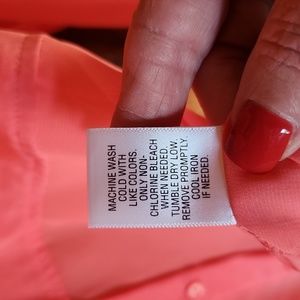 MACHINE WASH
COLD WITH
LIKE COLORS.
ONLY NON-
CHLORINE BLEACH
WHEN NEEDED.
TUMBLE DRY LOW.
REMOVE PROMPTLY.
COOL IRON
IF NEEDED.